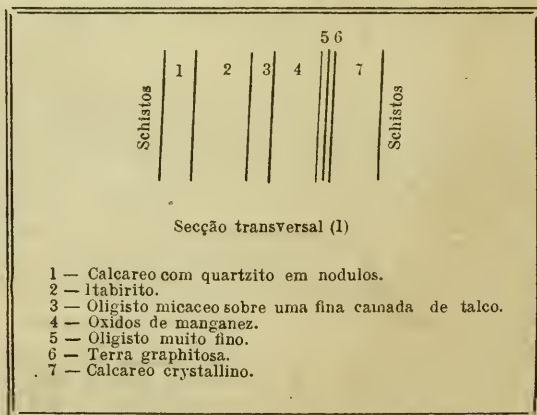 5 6
1 2 3 4 7
Schistos
Schistos
Secção transversal (1)
1 — Calcareo com quartzito em nodulos.
2 — Itabirito.
3 — Oligisto micaceo sobre uma fina camada de talco.
4 — Oxidos de manganez.
5 — Oligisto muito fino.
6 — Terra graphitosa.
7 — Calcareo crystallino.